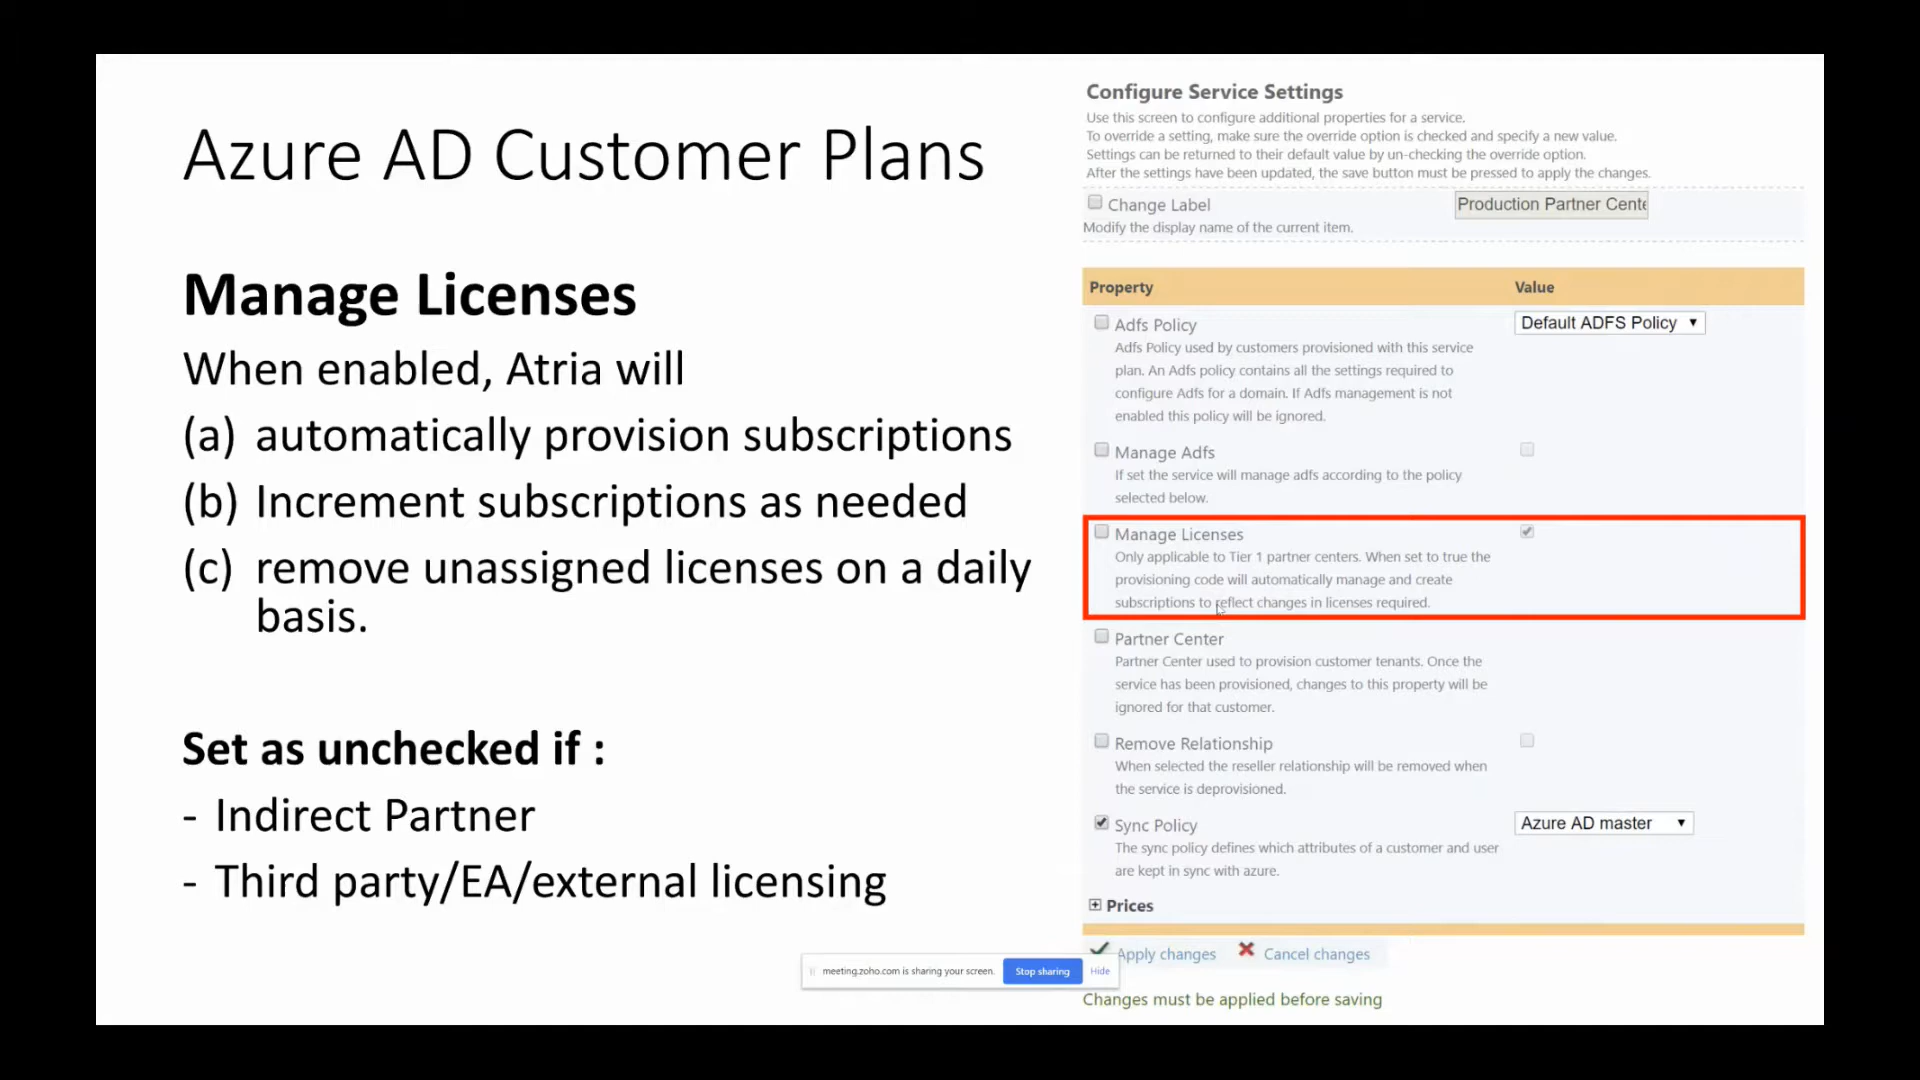 Azure AD Customer Plans
Manage Licenses
When enabled, Atria will
(a) automatically provision subscriptions
(b) Increment subscriptions as needed
(c) remove unassigned licenses on a daily
basis.
Set as unchecked if :
- Indirect Partner
- Third party/EA/external licensing
Configure Service Settings
Use this screen to configure additional properties for a service.
To override a setting, make sure the override option is checked and specify a new value.
Settings can be returned to their default value by un-checking the override option.
After the settings have been updated, the save button must be pressed to apply the changes.
Change Label
Production Partner Cente
Modify the display name of the current item.
Property Value
Adfs Policy
Default ADFS Policy
Adfs Policy used by customers provisioned with this service
plan. An Adfs policy contains all the settings required to
configure Adfs for a domain. If Adfs management is not
enabled this policy will be ignored.
Manage Adfs
If set the service will manage adfs according to the policy
selected below.
Manage Licenses
Only applicable to Tier 1 partner centers. When set to true the
provisioning code will automatically manage and create
subscriptions to reflect changes in licenses required.
Partner Center
Partner Center used to provision customer tenants. Once the
service has been provisioned, changes to this property will be
ignored for that customer.
Remove Relationship
When selected the reseller relationship will be removed when
the service is deprovisioned.
Sync Policy
Azure AD master
The sync policy defines which attributes of a customer and user
are kept in sync with azure.
Prices
Apply changes Cancel changes
meeting.zoho.com is sharing your screen. Stop sharing Hide
Changes must be applied before saving